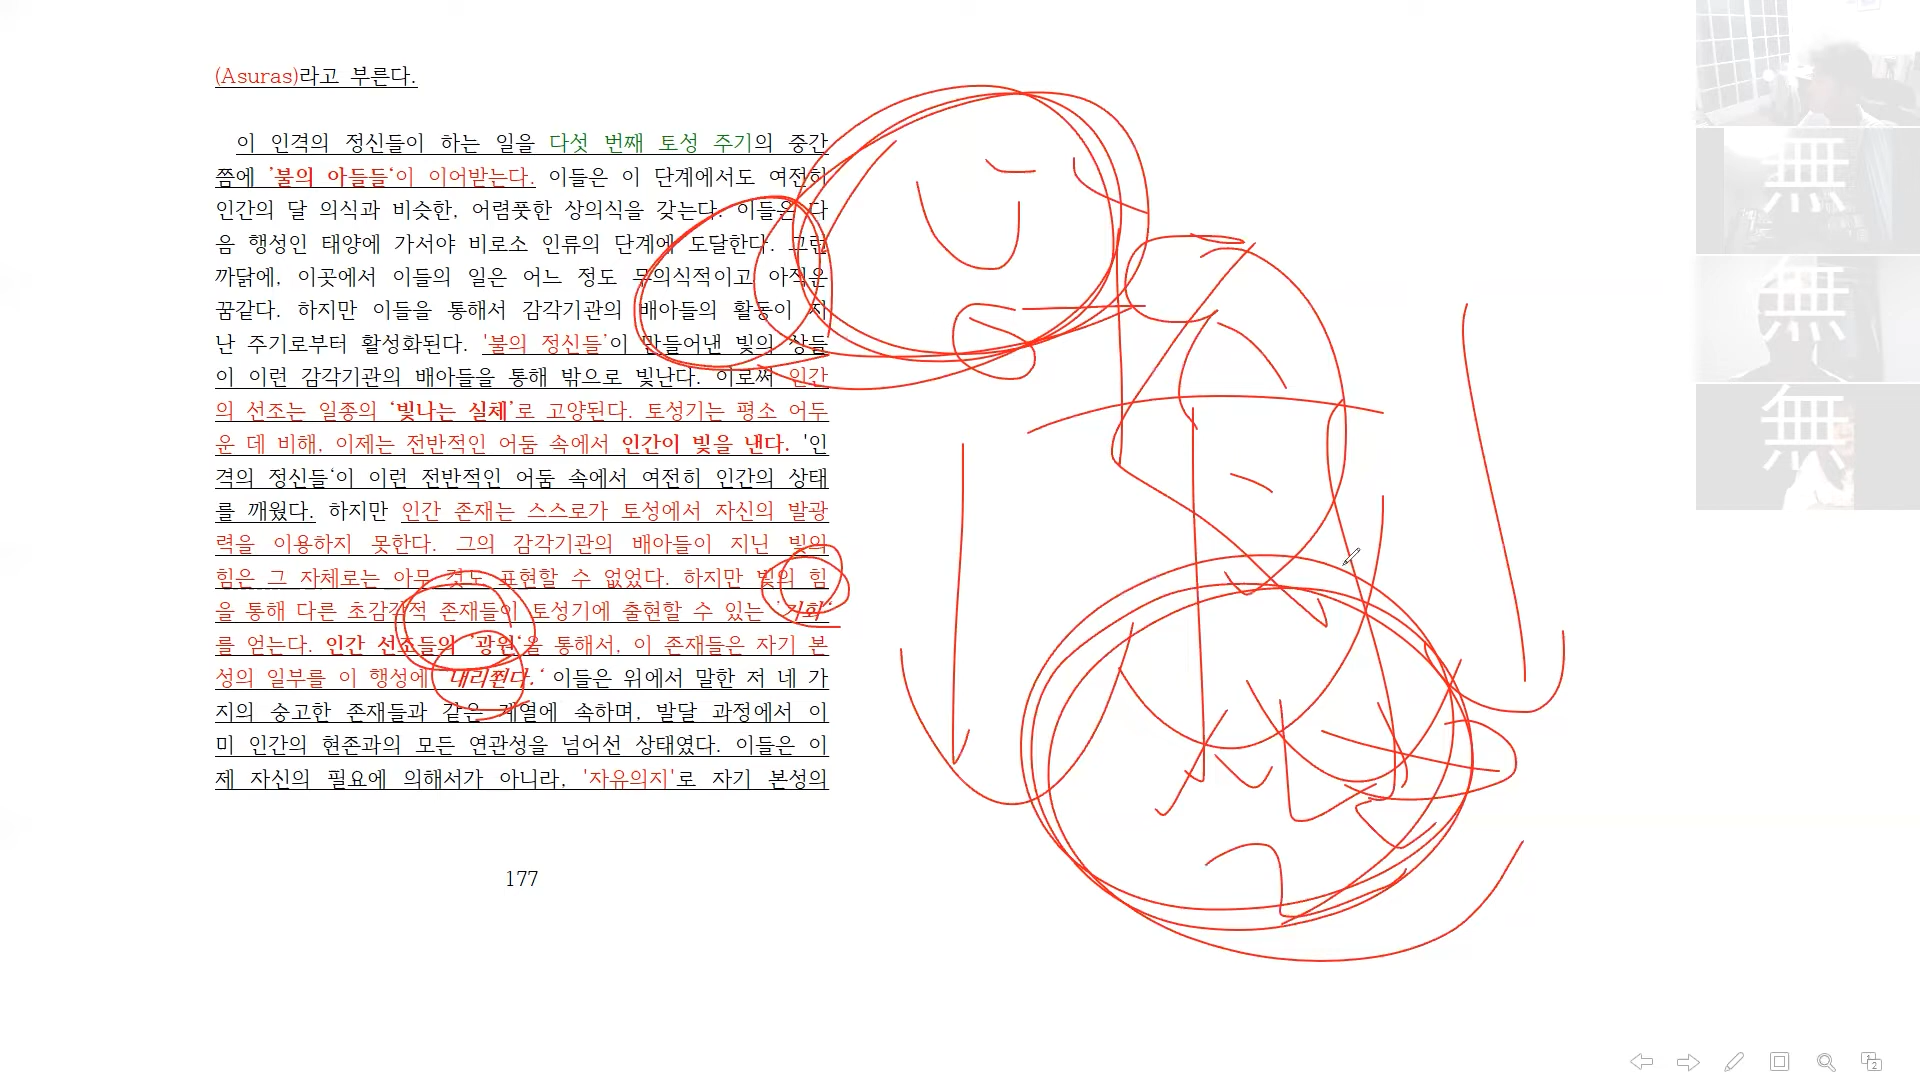 (Asuras)라고 부른다.
이 인격의 정신들이 하는 일을 다섯 번째 토성 주기의 중간
쯤에 '불의 아들들'이 이어받는다. 이들은 이 단계에서도 여전히
인간의 달 의식과 비슷한, 어렴풋한 상의식을 갖는다. 이들은 다
음 행성인 태양에 가서야 비로소 인류의 단계에 도달한다. 그런
까닭에, 이곳에서 이들의 일은 어느 정도 무의식적이고 아직은
꿈같다. 하지만 이들을 통해서 감각기관의 배아들의 활동이 지
난 주기로부터 활성화된다. '불의 정신들'이 만들어낸 빛의 상들
이 이런 감각기관의 배아들을 통해 밖으로 빛난다. 이로써 인간
의 선조는 일종의 '빛나는 실체'로 고양된다. 토성기는 평소 어두
운 데 비해, 이제는 전반적인 어둠 속에서 인간이 빛을 낸다. '인
격의 정신들'이 이런 전반적인 어둠 속에서 여전히 인간의 상태
를 깨웠다. 하지만 인간 존재는 스스로가 토성에서 자신의 발광
력을 이용하지 못한다. 그의 감각기관의 배아들이 지닌 빛의
힘은 그 자체로는 아무 것도 표현할 수 없었다. 하지만 빛의 힘
을 통해 다른 초감각적 존재들이 토성기에 출현할 수 있는 '기회'
를 얻는다. 인간 선조들의 '광원'을 통해서, 이 존재들은 자기 본
성의 일부를 이 행성에 '내리쬔다.' 이들은 위에서 말한 저 네 가
지의 숭고한 존재들과 같은 계열에 속하며, 발달 과정에서 이
미 인간의 현존과의 모든 연관성을 넘어선 상태였다. 이들은 이
제 자신의 필요에 의해서가 아니라, '자유의지'로 자기 본성의
177
無
無
無